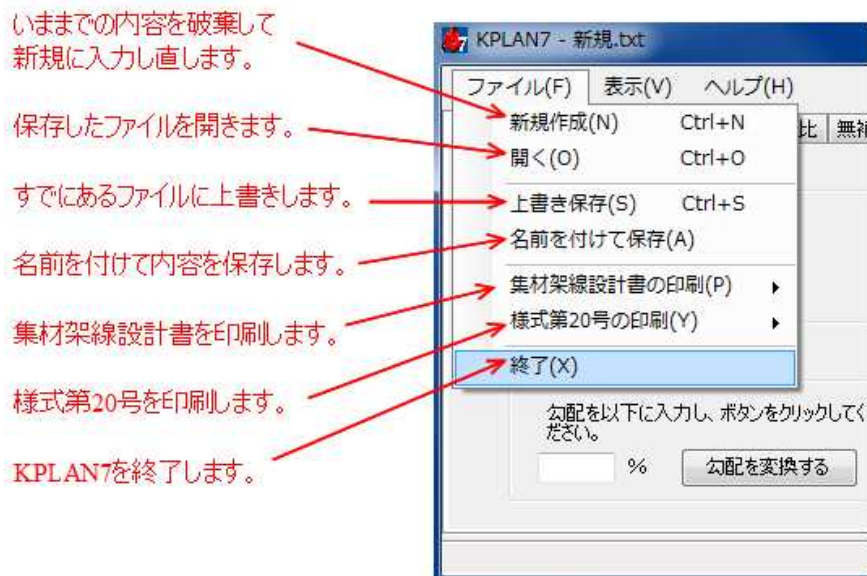 いままでの内容を破棄して
新規に入力し直します。
保存したファイルを開きます。
すでにあるファイルに上書きします。
名前を付けて内容を保存します。
集材架線設計書を印刷します。
様式第20号を印刷します。
KPLAN7を終了します。
KPLAN7 - 新規.txt
ファイル(F) 表示(V) ヘルプ(H)
新規作成(N) Ctrl+N
比 無補
開く(O) Ctrl+O
上書き保存(S) Ctrl+S
名前を付けて保存(A)
集材架線設計書の印刷(P)
様式第20号の印刷(Y)
終了(X)
勾配を以下に入力し、ボタンをクリックしてく
ださい。
% 勾配を変換する